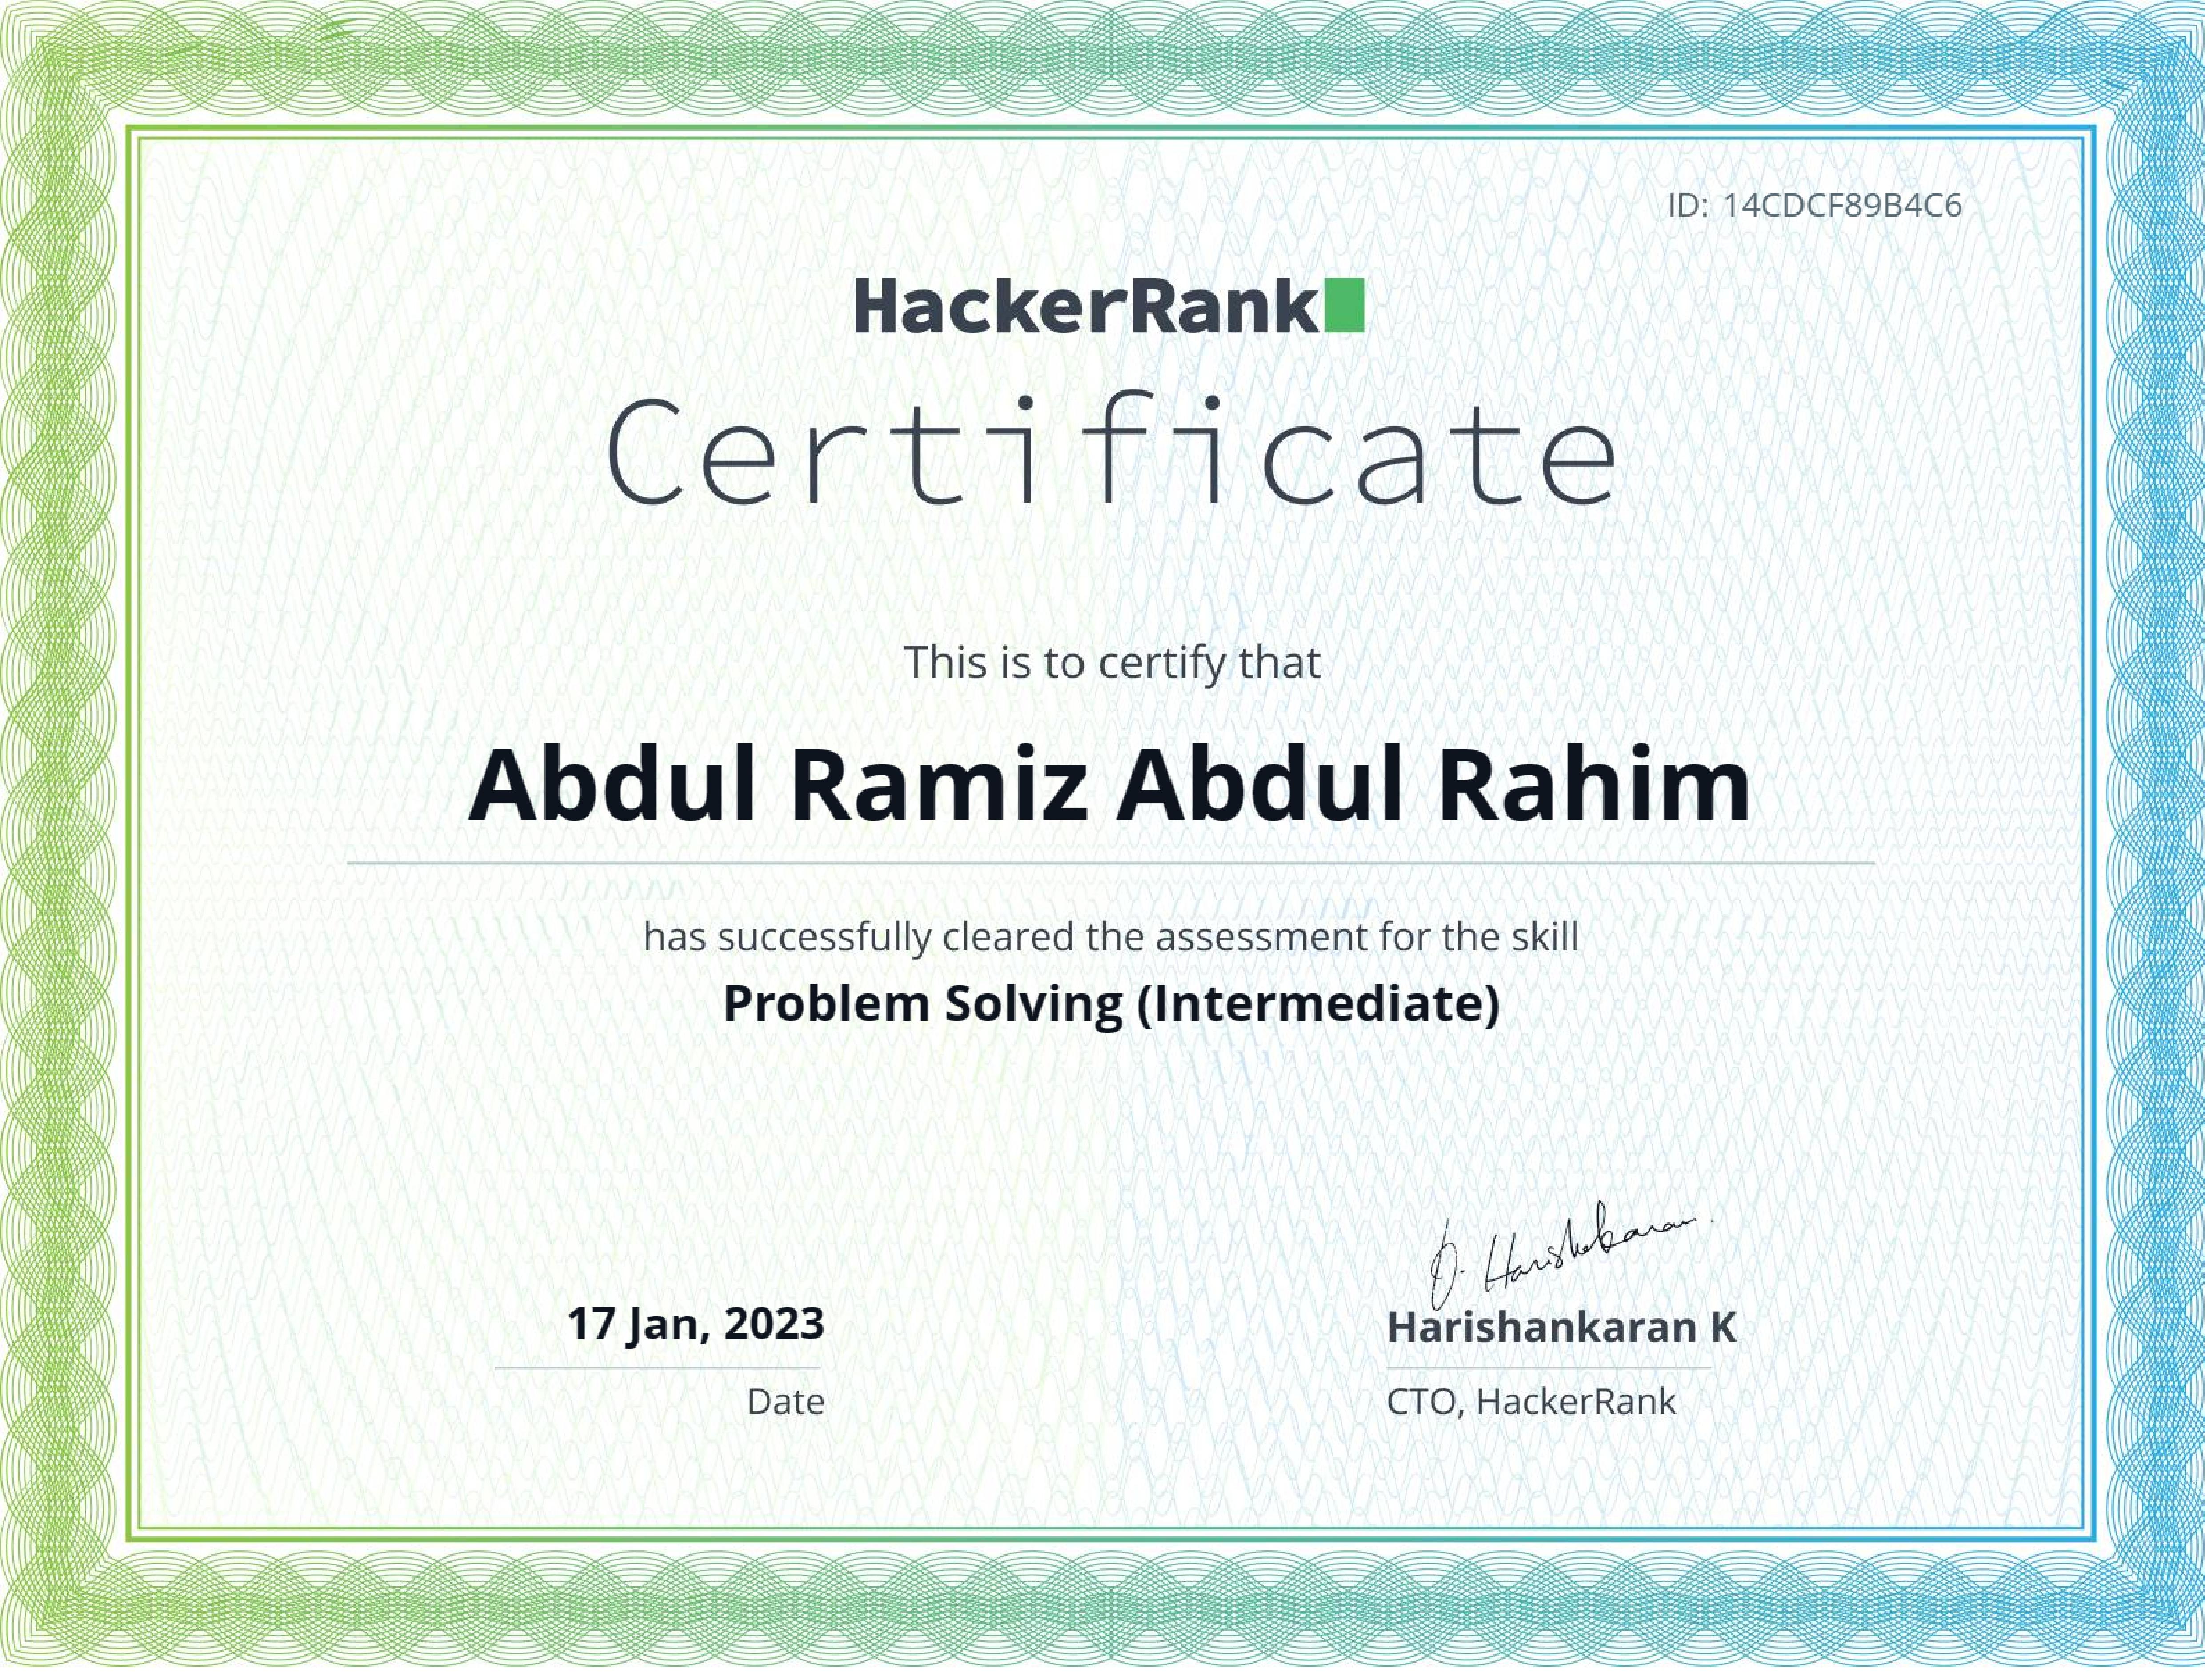 ID: 14CDCF89B4C6
HackerRank
Certificate
This is to certify that
Abdul Ramiz Abdul Rahim
has successfully cleared the assessment for the skill
Problem Solving (Intermediate)
17 Jan, 2023
Date
Harishankaran K
CTO, HackerRank